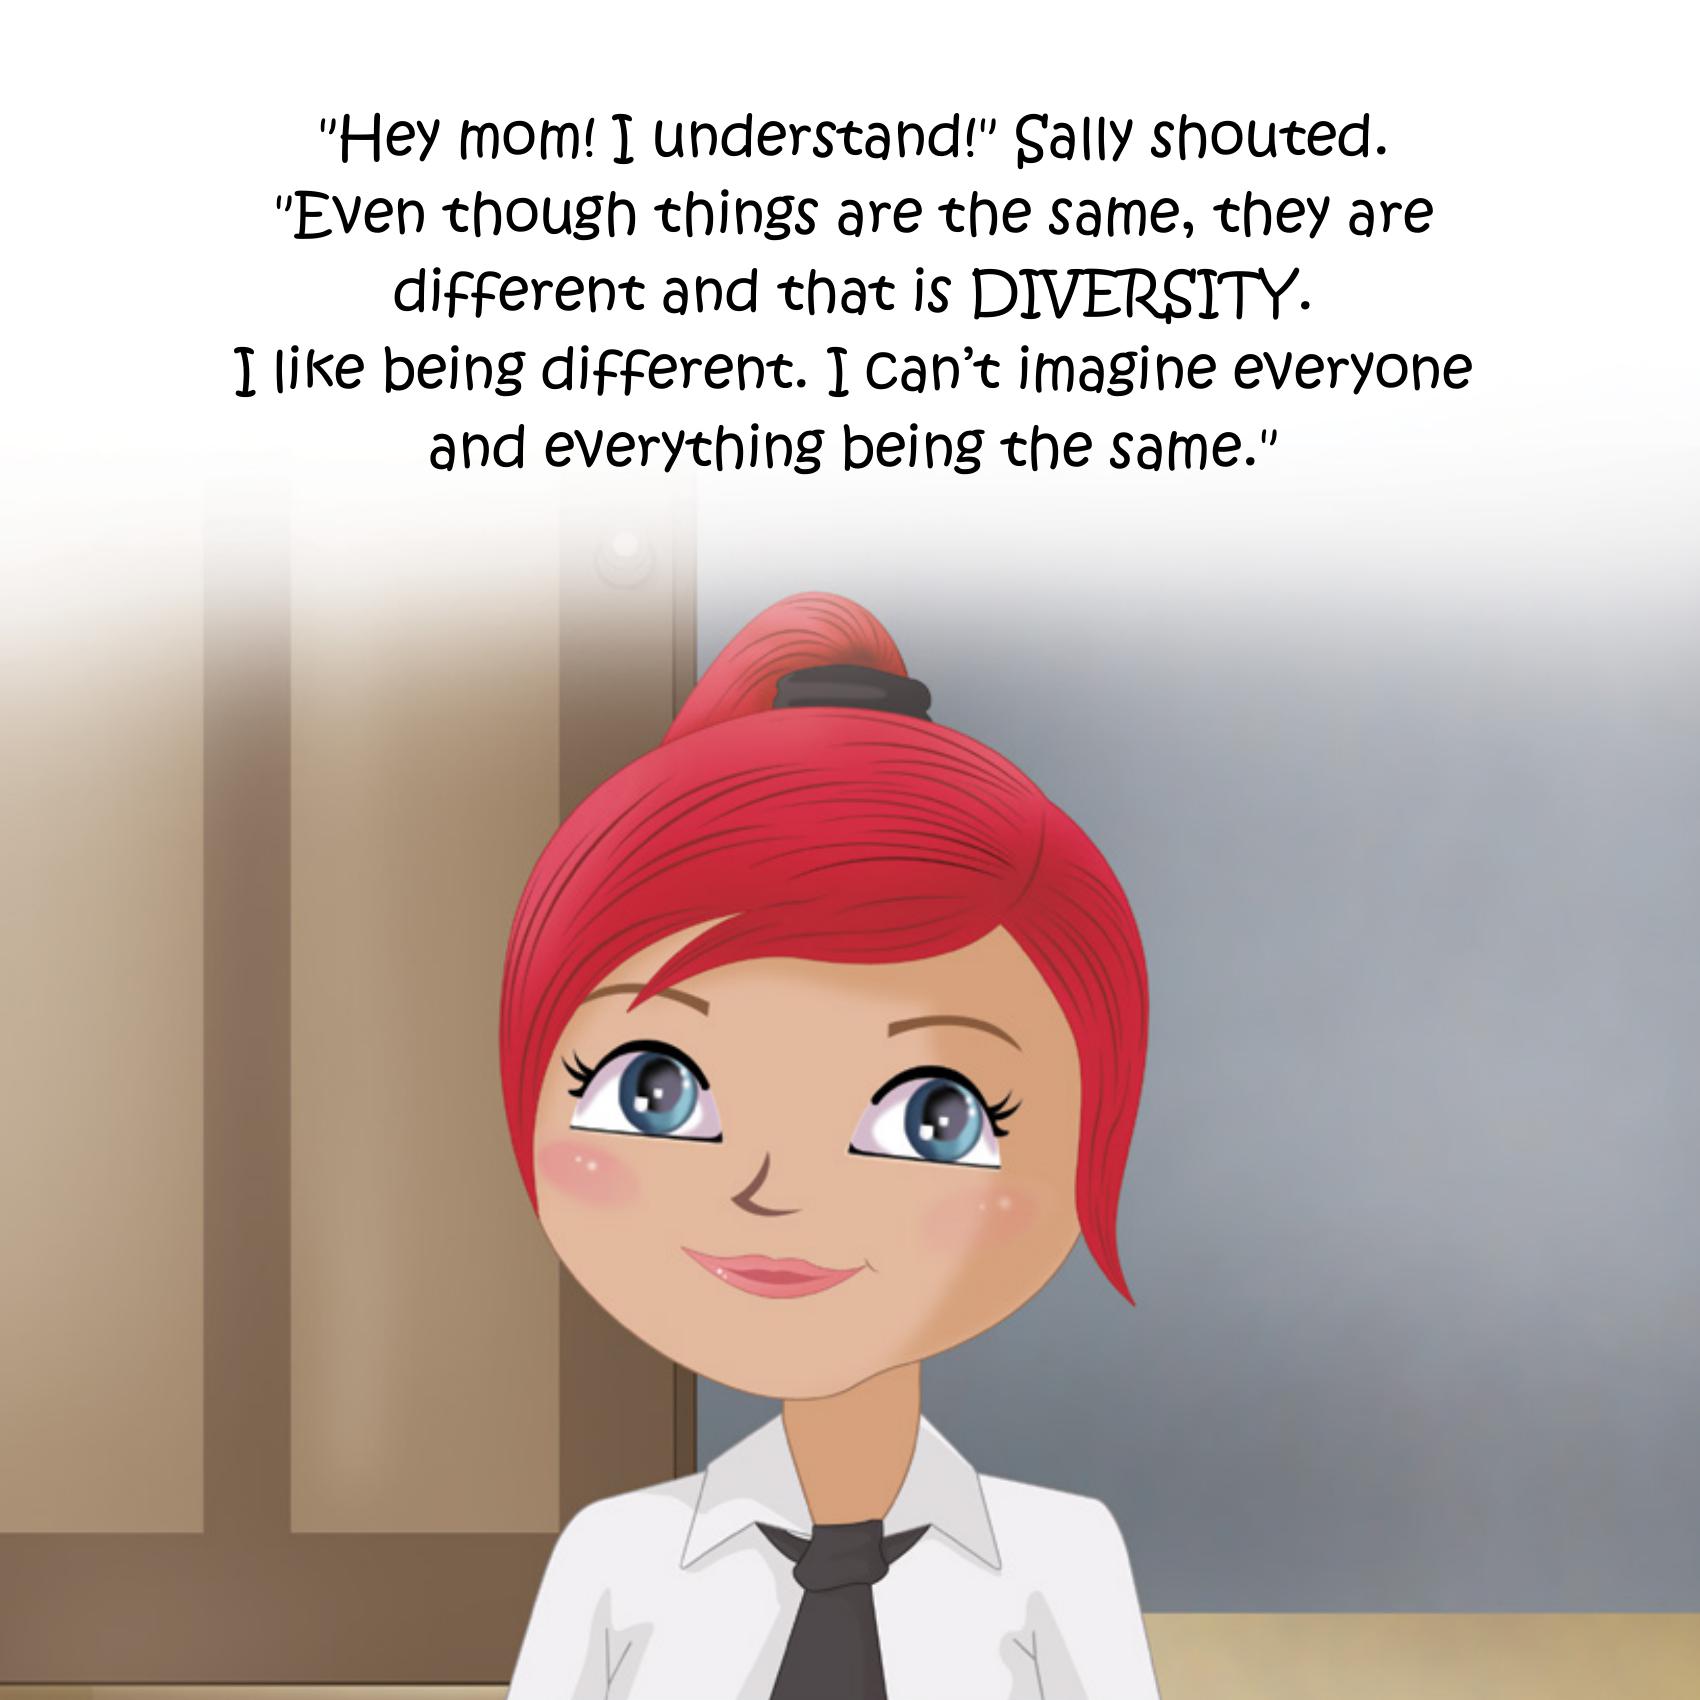 "Hey mom! I understand!" Sally shouted.
"Even though things are the same, they are
different and that is DIVERSITY.
I like being different. I can’t imagine everyone
and everything being the same."